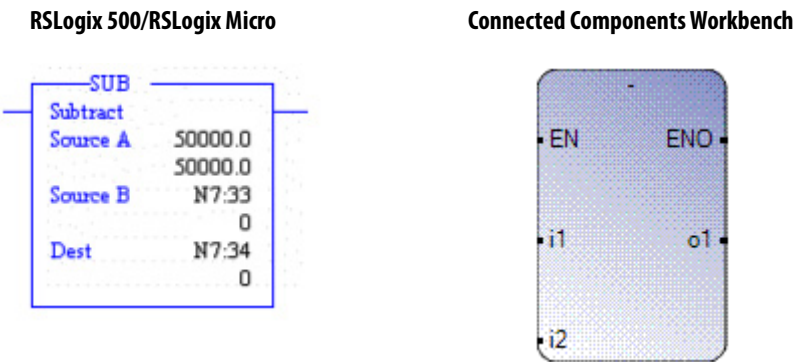 RSLogix 500/RSLogix Micro Connected Components Workbench
SUB
Subtract
Source A 50000.0
50000.0
Source B N7:33
0
Dest N7:34
0
-
EN ENO
i1 o1
i2